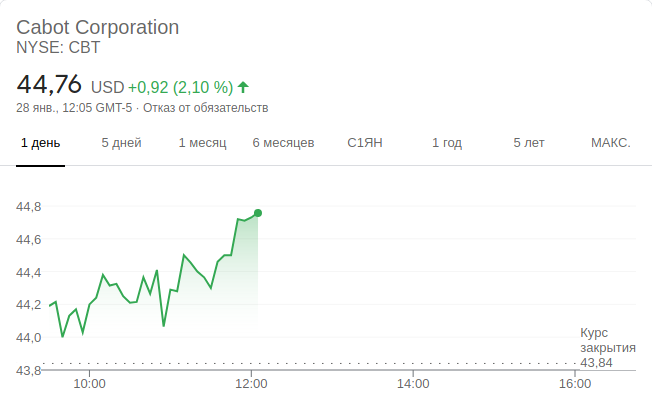 Cabot Corporation
NYSE: CBT
44,76 USD +0,92 (2,10 %)
28 янв., 12:05 GMT-5 · Отказ от обязательств
1 день 5 дней 1 месяц 6 месяцев С1ЯН 1 год 5 лет МАКС.
44,8
44,6
44,4
44,2
44,0
43,8
Курс
закрытия
43,84
10:00 12:00 14:00 16:00